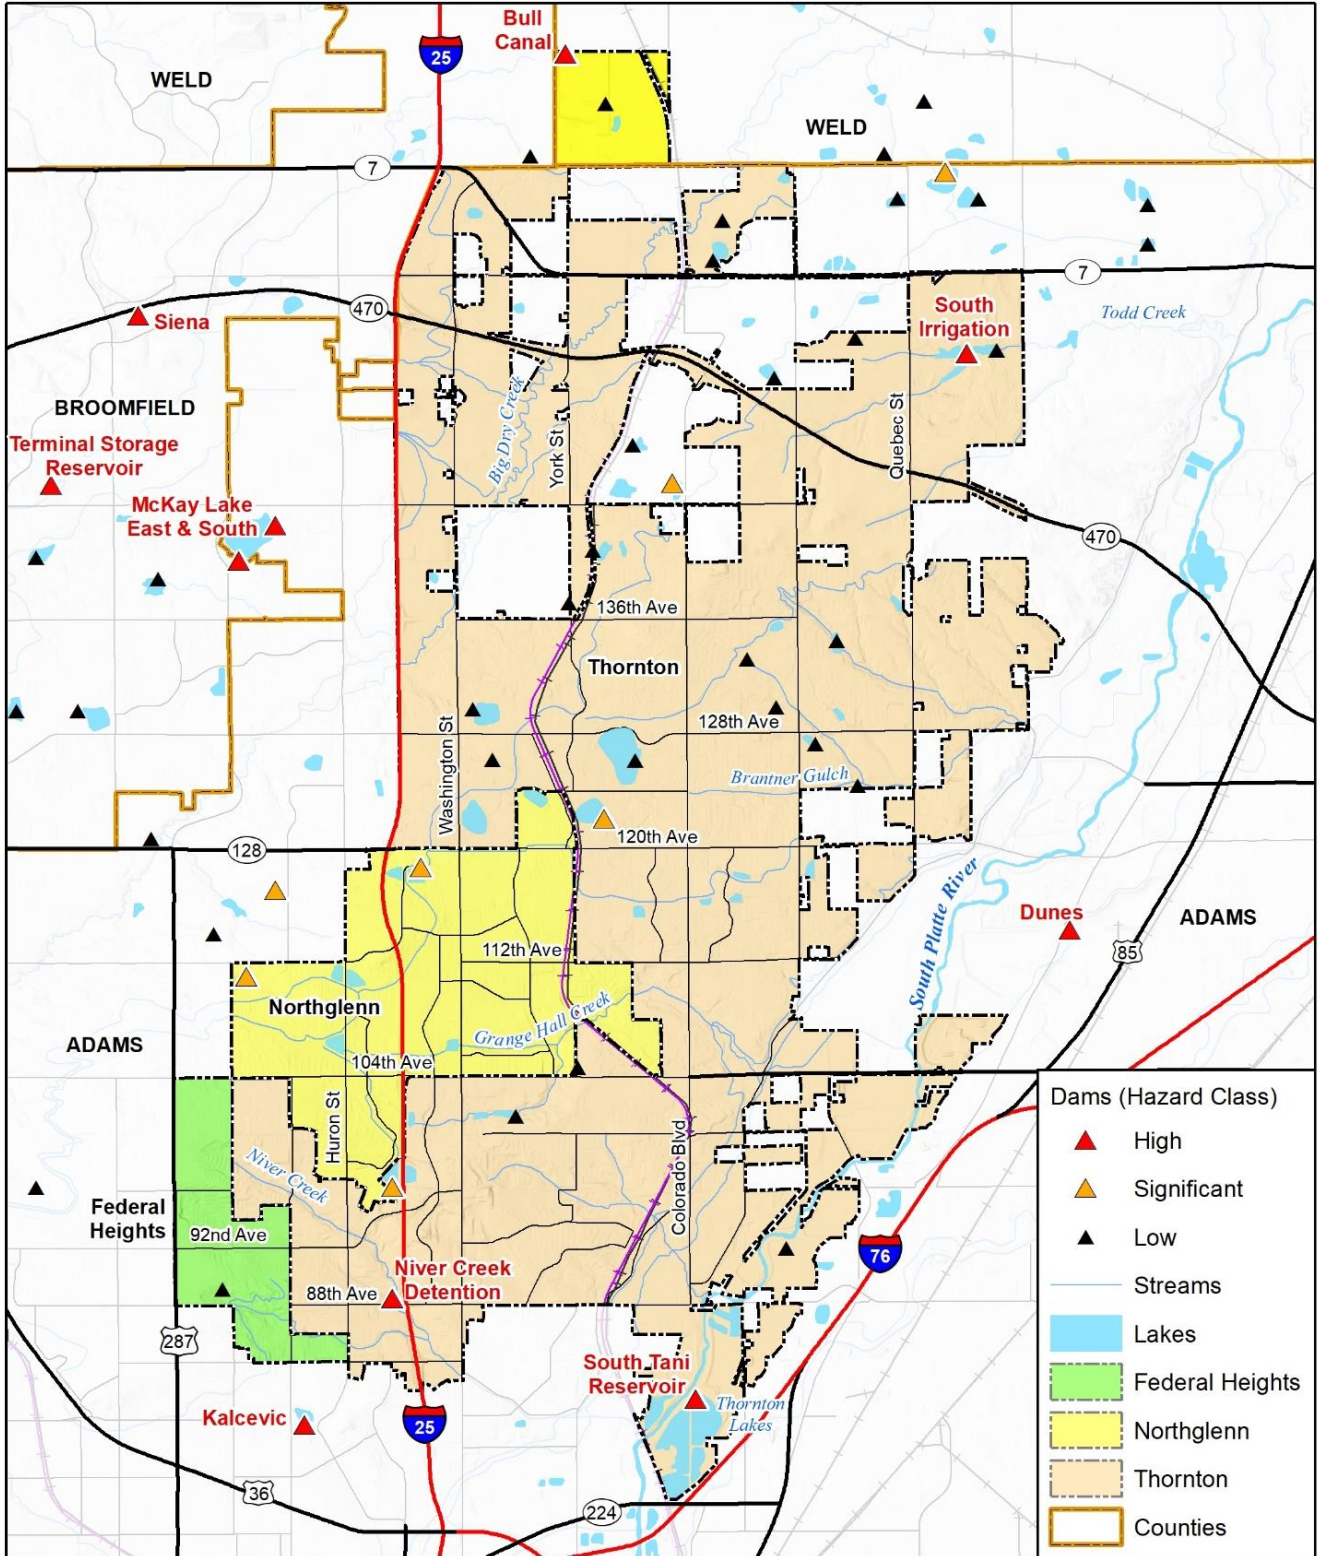 Bull
Canal
25
WELD
WELD
7
7
470
Siena
South
Irrigation
Todd Creek
BROOMFIELD
Big Dry Creek
York St
Quebec St
Terminal Storage
Reservoir
McKay Lake
East & South
470
136th Ave
Thornton
Washington St
128th Ave
Brantner Gulch
120th Ave
128
South Platte River
Dunes
ADAMS
85
112th Ave
Northglenn
Grange Hall Creek
ADAMS
104th Ave
Huron St
Niver Creek
Colorado Blvd
Federal
Heights
92nd Ave
76
Niver Creek
Detention
88th Ave
287
South Tani
Reservoir
Thornton
Lakes
Kalcevic
25
36
224
Dams (Hazard Class)
High
Significant
Low
Streams
Lakes
Federal Heights
Northglenn
Thornton
Counties